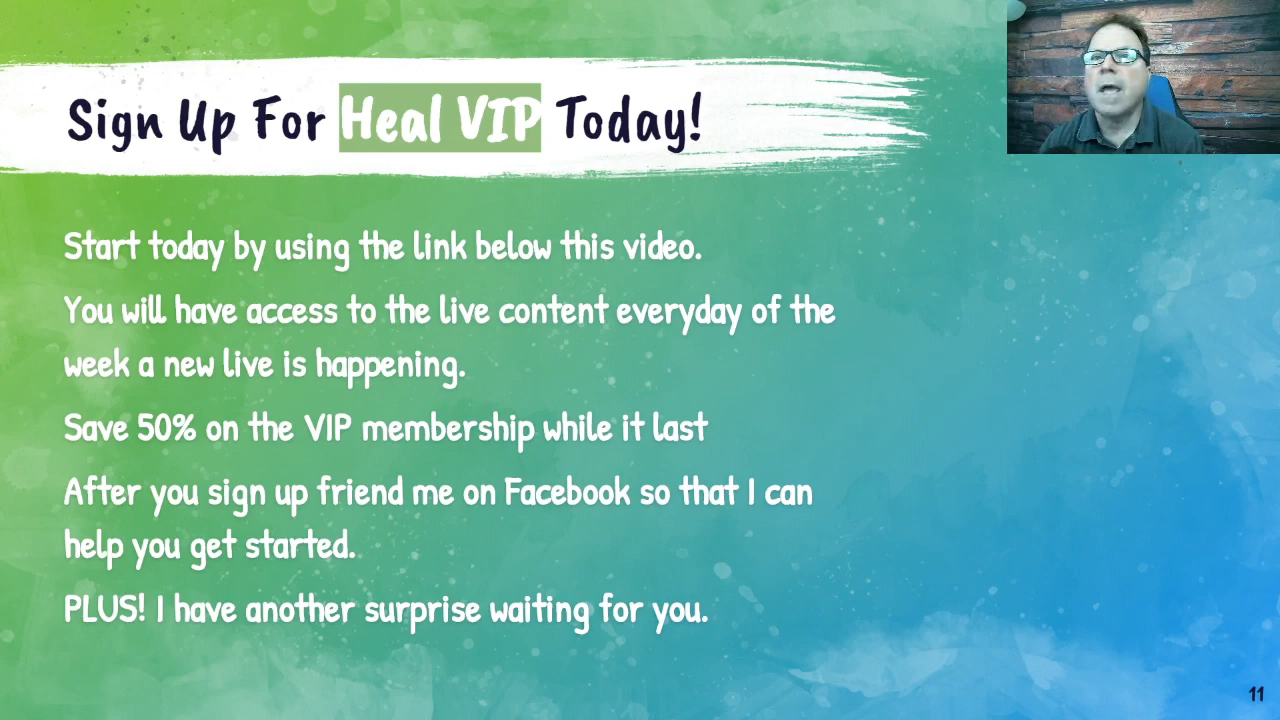 Sign Up For Heal VIP Today!
Start today by using the link below this video.
You will have access to the live content everyday of the
week a new live is happening.
Save 50% on the VIP membership while it last
After you sign up friend me on Facebook so that I can
help you get started.
PLUS! I have another surprise waiting for you.
11